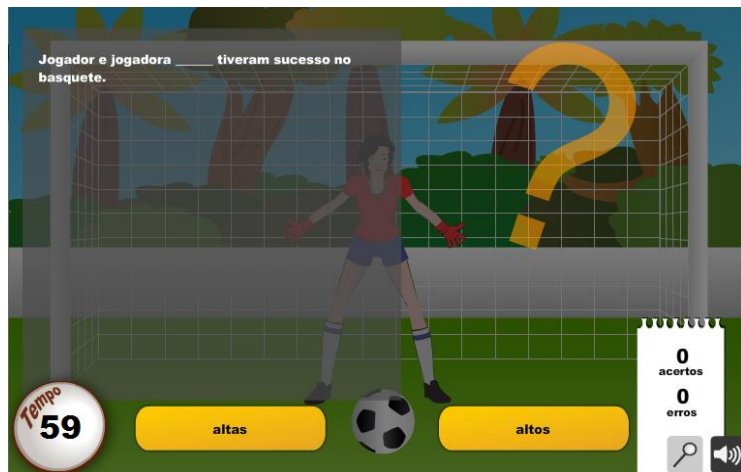 Jogador e jogadora ______ tiveram sucesso no
basquete.
0
acertos
0
erros
Tempo
59
altas
altos